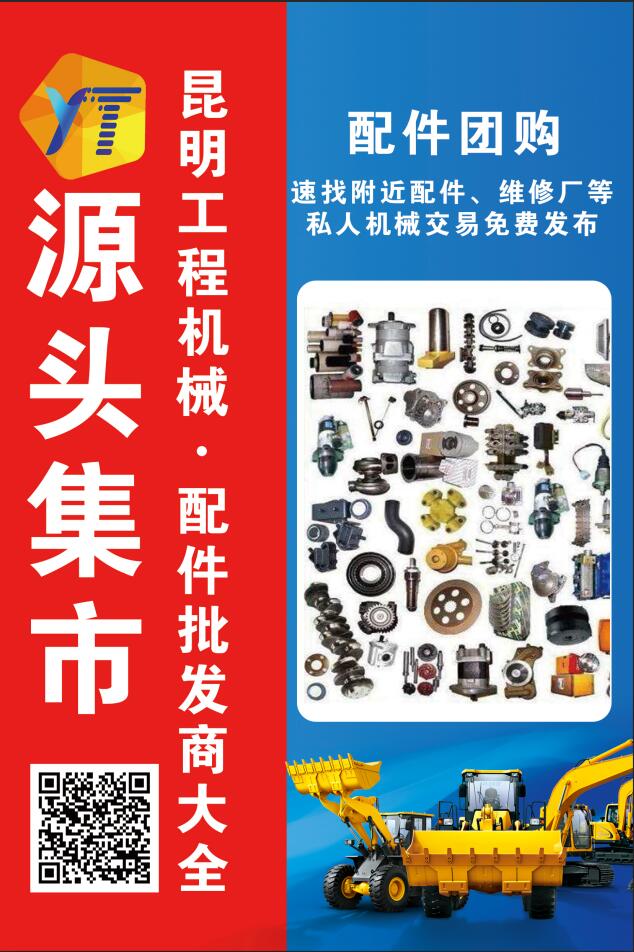 YT
源头集市
昆明工程机械·配件批发商大全
配件团购
速找附近配件、维修厂等
私人机械交易免费发布